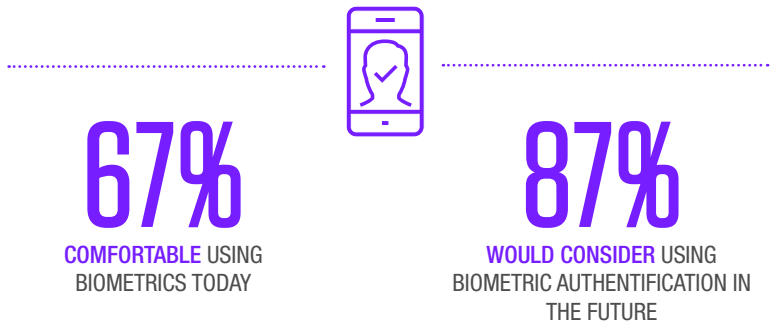 67%
COMFORTABLE USING
BIOMETRICS TODAY
87%
WOULD CONSIDER USING
BIOMETRIC AUTHENTIFICATION IN
THE FUTURE